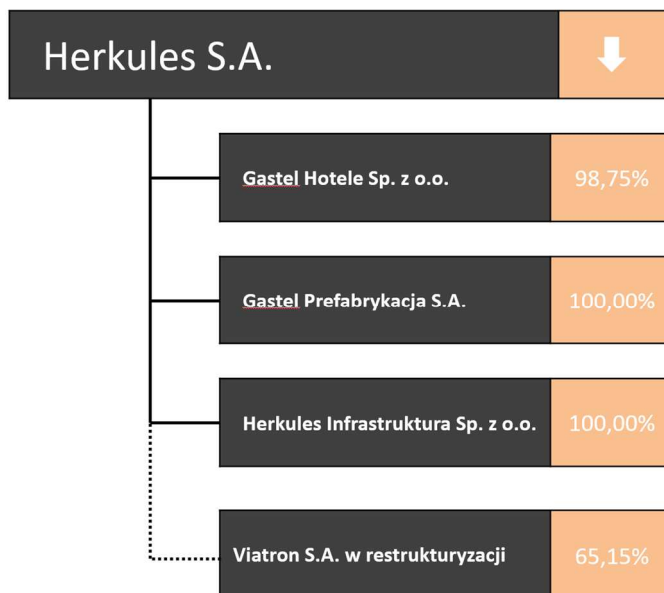 Herkules S.A.
Gastel Hotele Sp. z o.o.
98,75%
Gastel Prefabrykacja S.A.
100,00%
Herkules Infrastruktura Sp. z o.o.
100,00%
Viatron S.A. w restrukturyzacji
65,15%